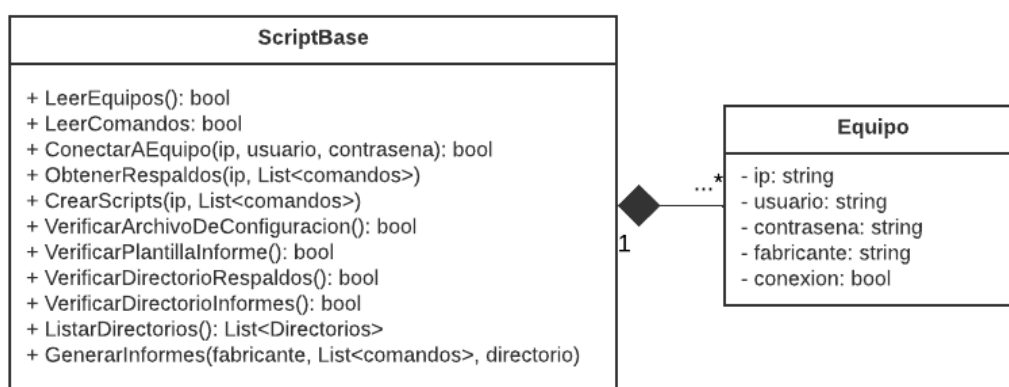 ScriptBase
+ LeerEquipos(): bool
+ LeerComandos: bool
+ ConectarAEquipo(ip, usuario, contrasena): bool
+ ObtenerRespaldos(ip, List<comandos>)
+ CrearScripts(ip, List<comandos>)
+ VerificarArchivoDeConfiguracion(): bool
+ VerificarPlantillaInforme(): bool
+ VerificarDirectorioRespaldos(): bool
+ VerificarDirectorioInformes(): bool
+ ListarDirectorios(): List<Directorios>
+ GenerarInformes(fabricante, List<comandos>, directorio)
1
...*
Equipo
- ip: string
- usuario: string
- contrasena: string
- fabricante: string
- conexion: bool